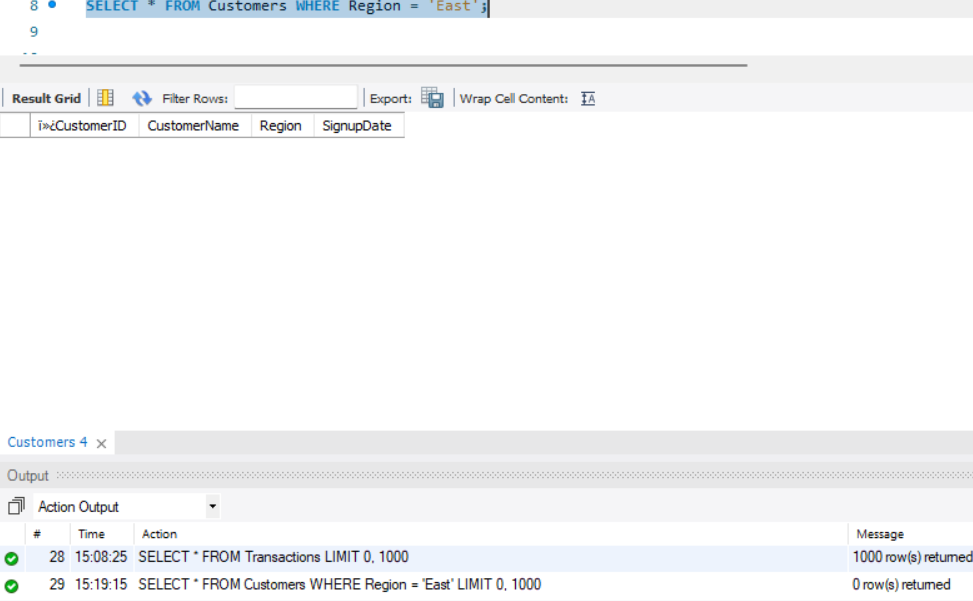 8 SELECT * FROM Customers WHERE Region = 'East';
9
Result Grid Filter Rows: Export: Wrap Cell Content:
ï»¿CustomerID CustomerName Region SignupDate
Customers 4
Output
Action Output
# Time Action Message
28 15:08:25 SELECT * FROM Transactions LIMIT 0, 1000 1000 row(s) returned
29 15:19:15 SELECT * FROM Customers WHERE Region = 'East' LIMIT 0, 1000 0 row(s) returned